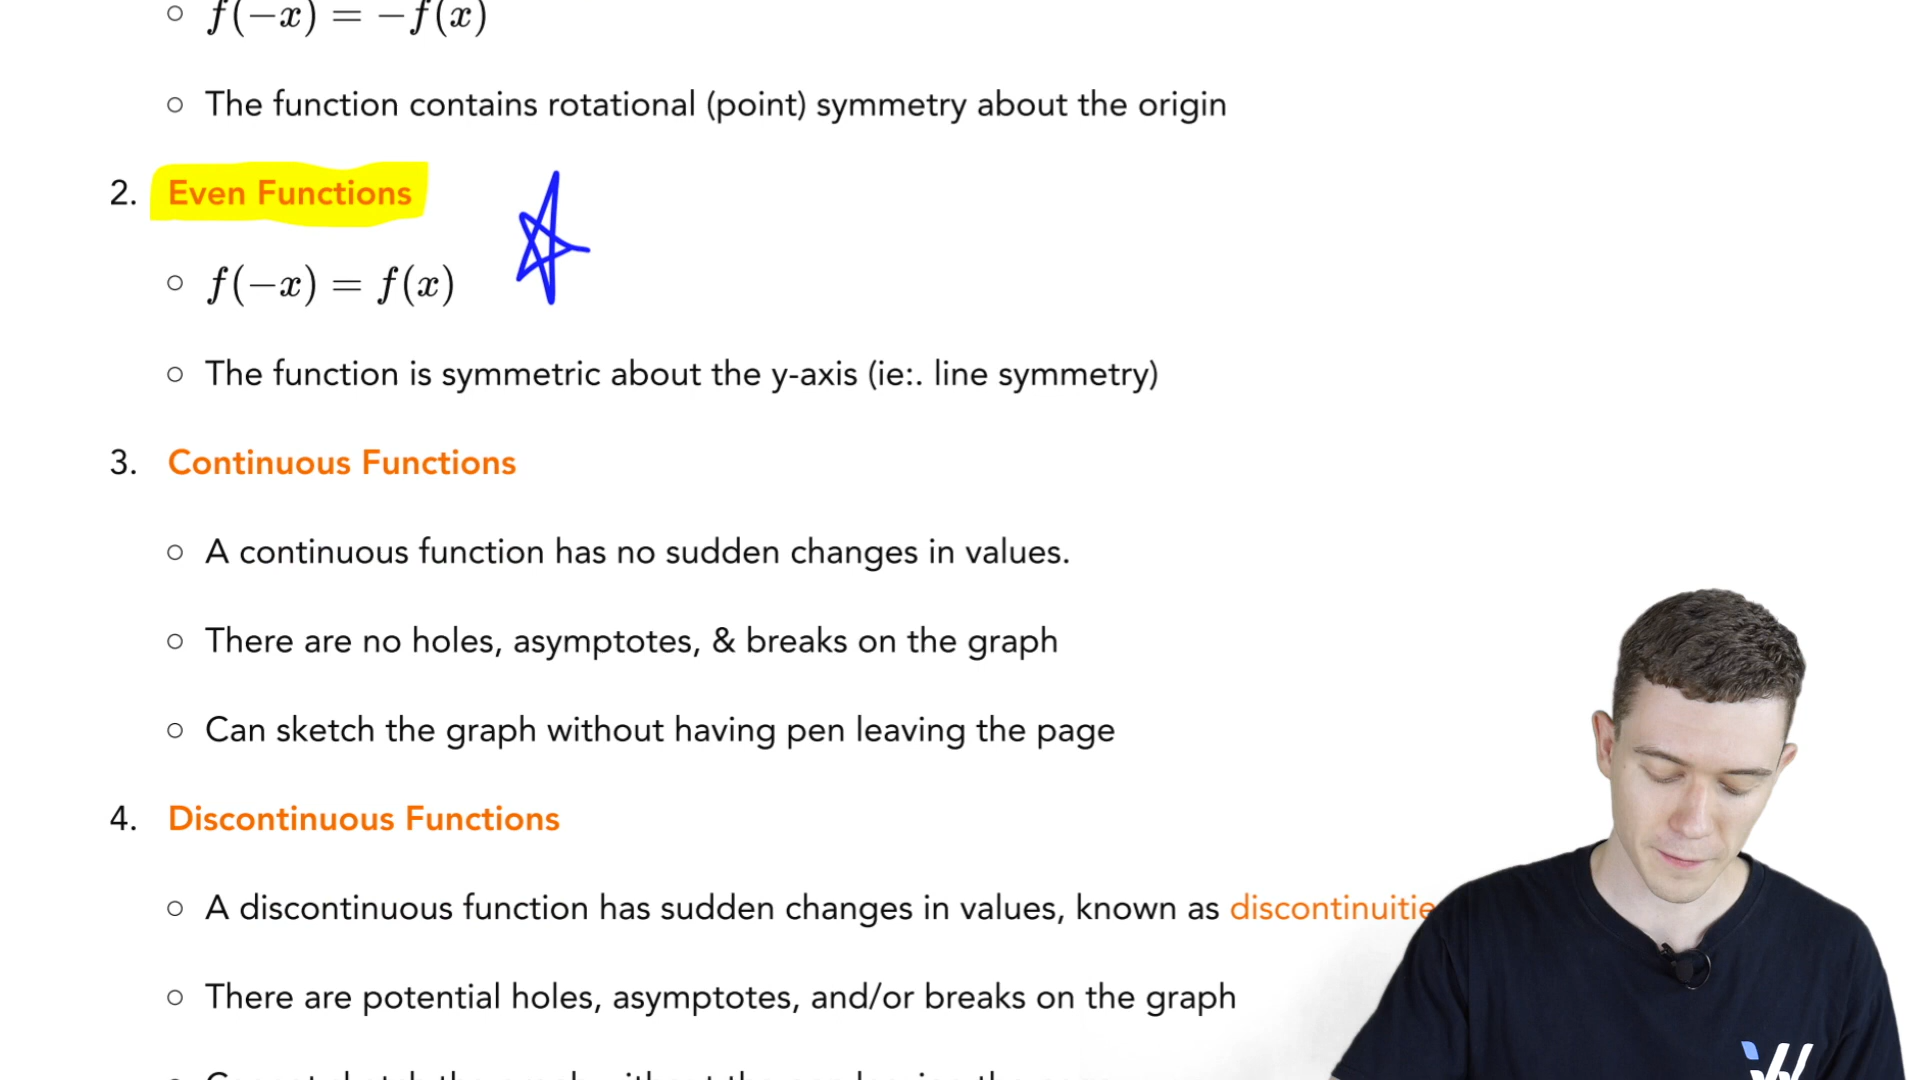 ○ f(−x) = −f(x)
○ The function contains rotational (point) symmetry about the origin
2. Even Functions
○ f(−x) = f(x)
○ The function is symmetric about the y-axis (ie:. line symmetry)
3. Continuous Functions
○ A continuous function has no sudden changes in values.
○ There are no holes, asymptotes, & breaks on the graph
○ Can sketch the graph without having pen leaving the page
4. Discontinuous Functions
○ A discontinuous function has sudden changes in values, known as discontinuitie
○ There are potential holes, asymptotes, and/or breaks on the graph